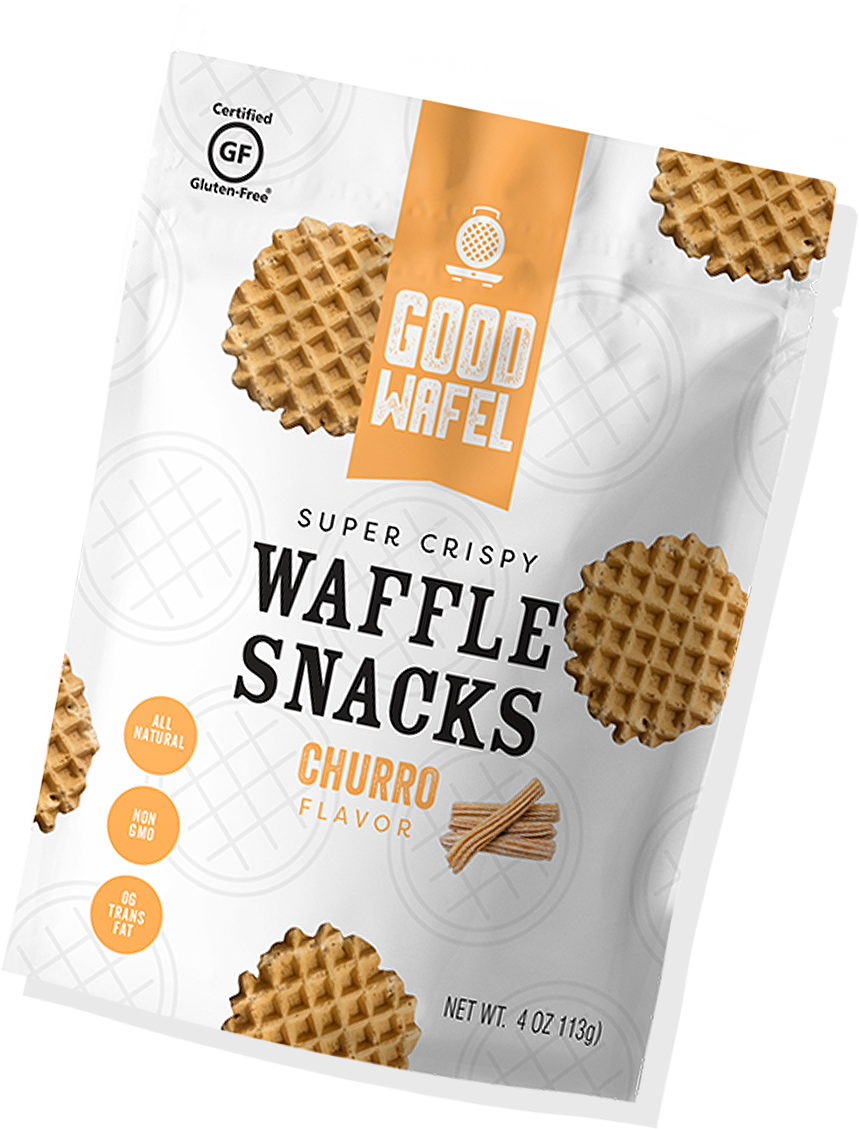 Certified
GF
Gluten-Free®
GOOD
WAFEL
SUPER CRISPY
WAFFLE
SNACKS
CHURRO
FLAVOR
ALL
NATURAL
NON
GMO
0G
TRANS
FAT
NET WT. 4 OZ 113g)